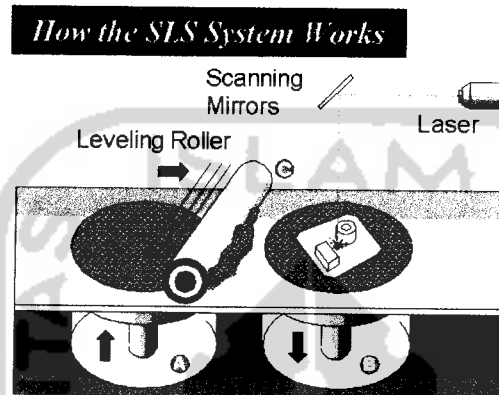 How the SLS System Works
Scanning
Mirrors
Laser
Leveling Roller
C
A
B